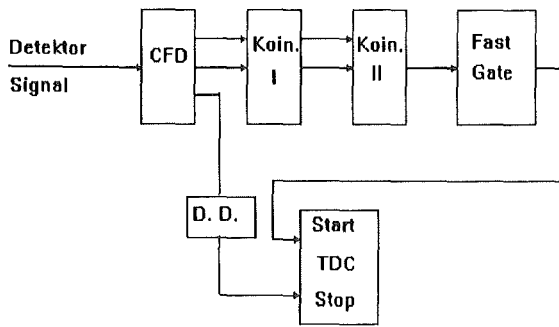 Detektor
Signal
CFD
Koin.
I
Koin.
II
Fast
Gate
D. D.
Start
TDC
Stop